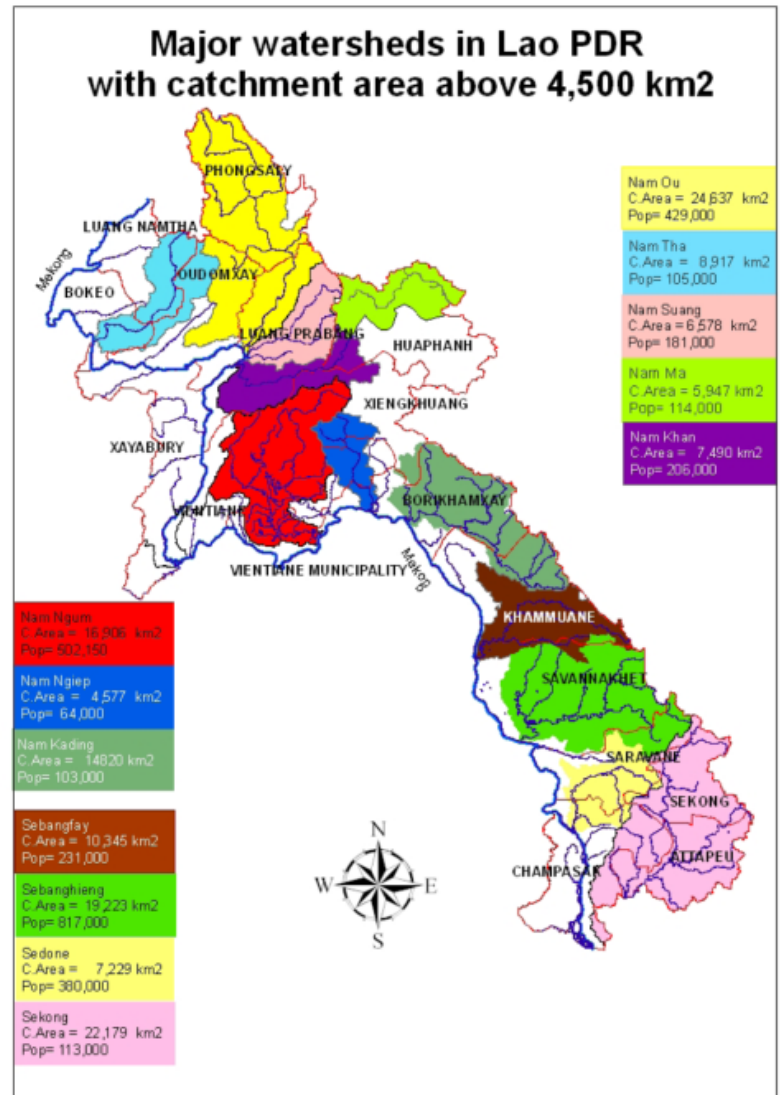 Major watersheds in Lao PDR
with catchment area above 4,500 km2
PHONGSALY
LUANG NAMTHA
Mekong
OUDOMXAY
BOKEO
LUANG PRABANG
HUAPHANH
XIENGKHUANG
XAYABURY
BORIKHAMXAY
VIENTIANE
VIENTIANE MUNICIPALITY
Mekong
KHAMMUANE
SAVANNAKHET
SARAVANE
SEKONG
CHAMPASAK
ATTAPEU
Nam Ou
C.Area = 24,637 km2
Pop= 429,000
Nam Tha
C.Area = 8,917 km2
Pop= 105,000
Nam Suang
C.Area = 6,578 km2
Pop= 181,000
Nam Ma
C.Area = 5,947 km2
Pop= 114,000
Nam Khan
C.Area = 7,490 km2
Pop= 206,000
Nam Ngum
C.Area = 16,906 km2
Pop= 502,150
Nam Ngiep
C.Area = 4,577 km2
Pop= 64,000
Nam Kading
C.Area = 14820 km2
Pop= 103,000
Sebangfay
C.Area = 10,345 km2
Pop= 231,000
Sebanghieng
C.Area = 19,223 km2
Pop= 817,000
Sedone
C.Area = 7,229 km2
Pop= 380,000
Sekong
C.Area = 22,179 km2
Pop= 113,000
N
W E
S